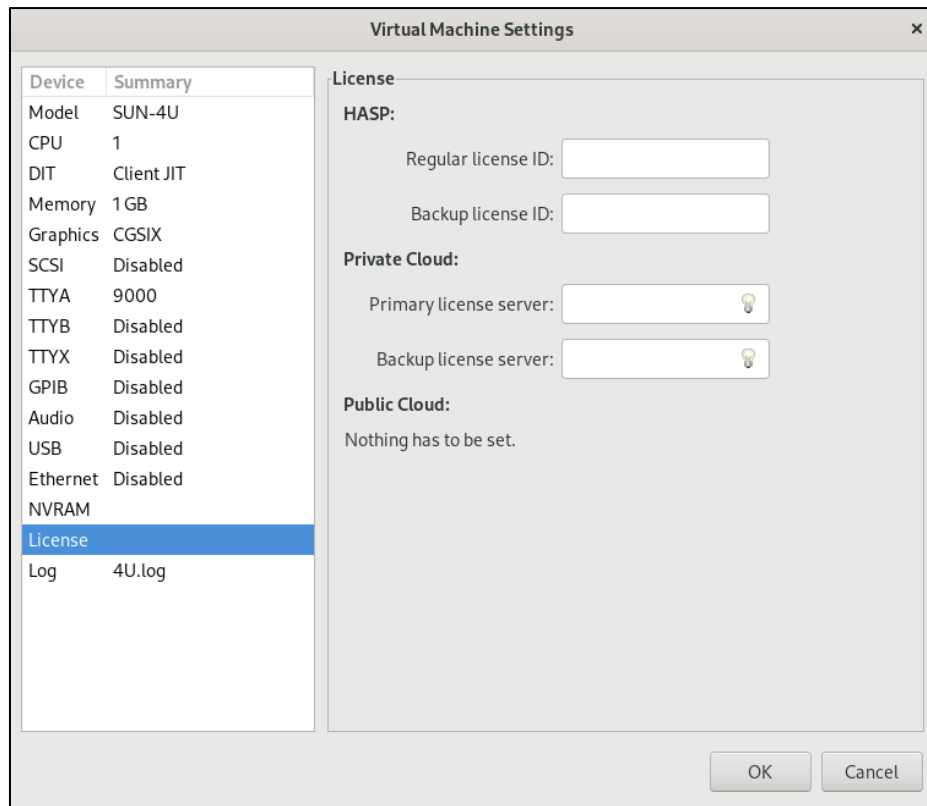 Virtual Machine Settings ×
Device Summary
Model SUN-4U
CPU 1
DIT Client JIT
Memory 1 GB
Graphics CGSIX
SCSI Disabled
TTYA 9000
TTYB Disabled
TTYX Disabled
GPIB Disabled
Audio Disabled
USB Disabled
Ethernet Disabled
NVRAM
License
Log 4U.log
License
HASP:
Regular license ID:
Backup license ID:
Private Cloud:
Primary license server:
Backup license server:
Public Cloud:
Nothing has to be set.
OK Cancel